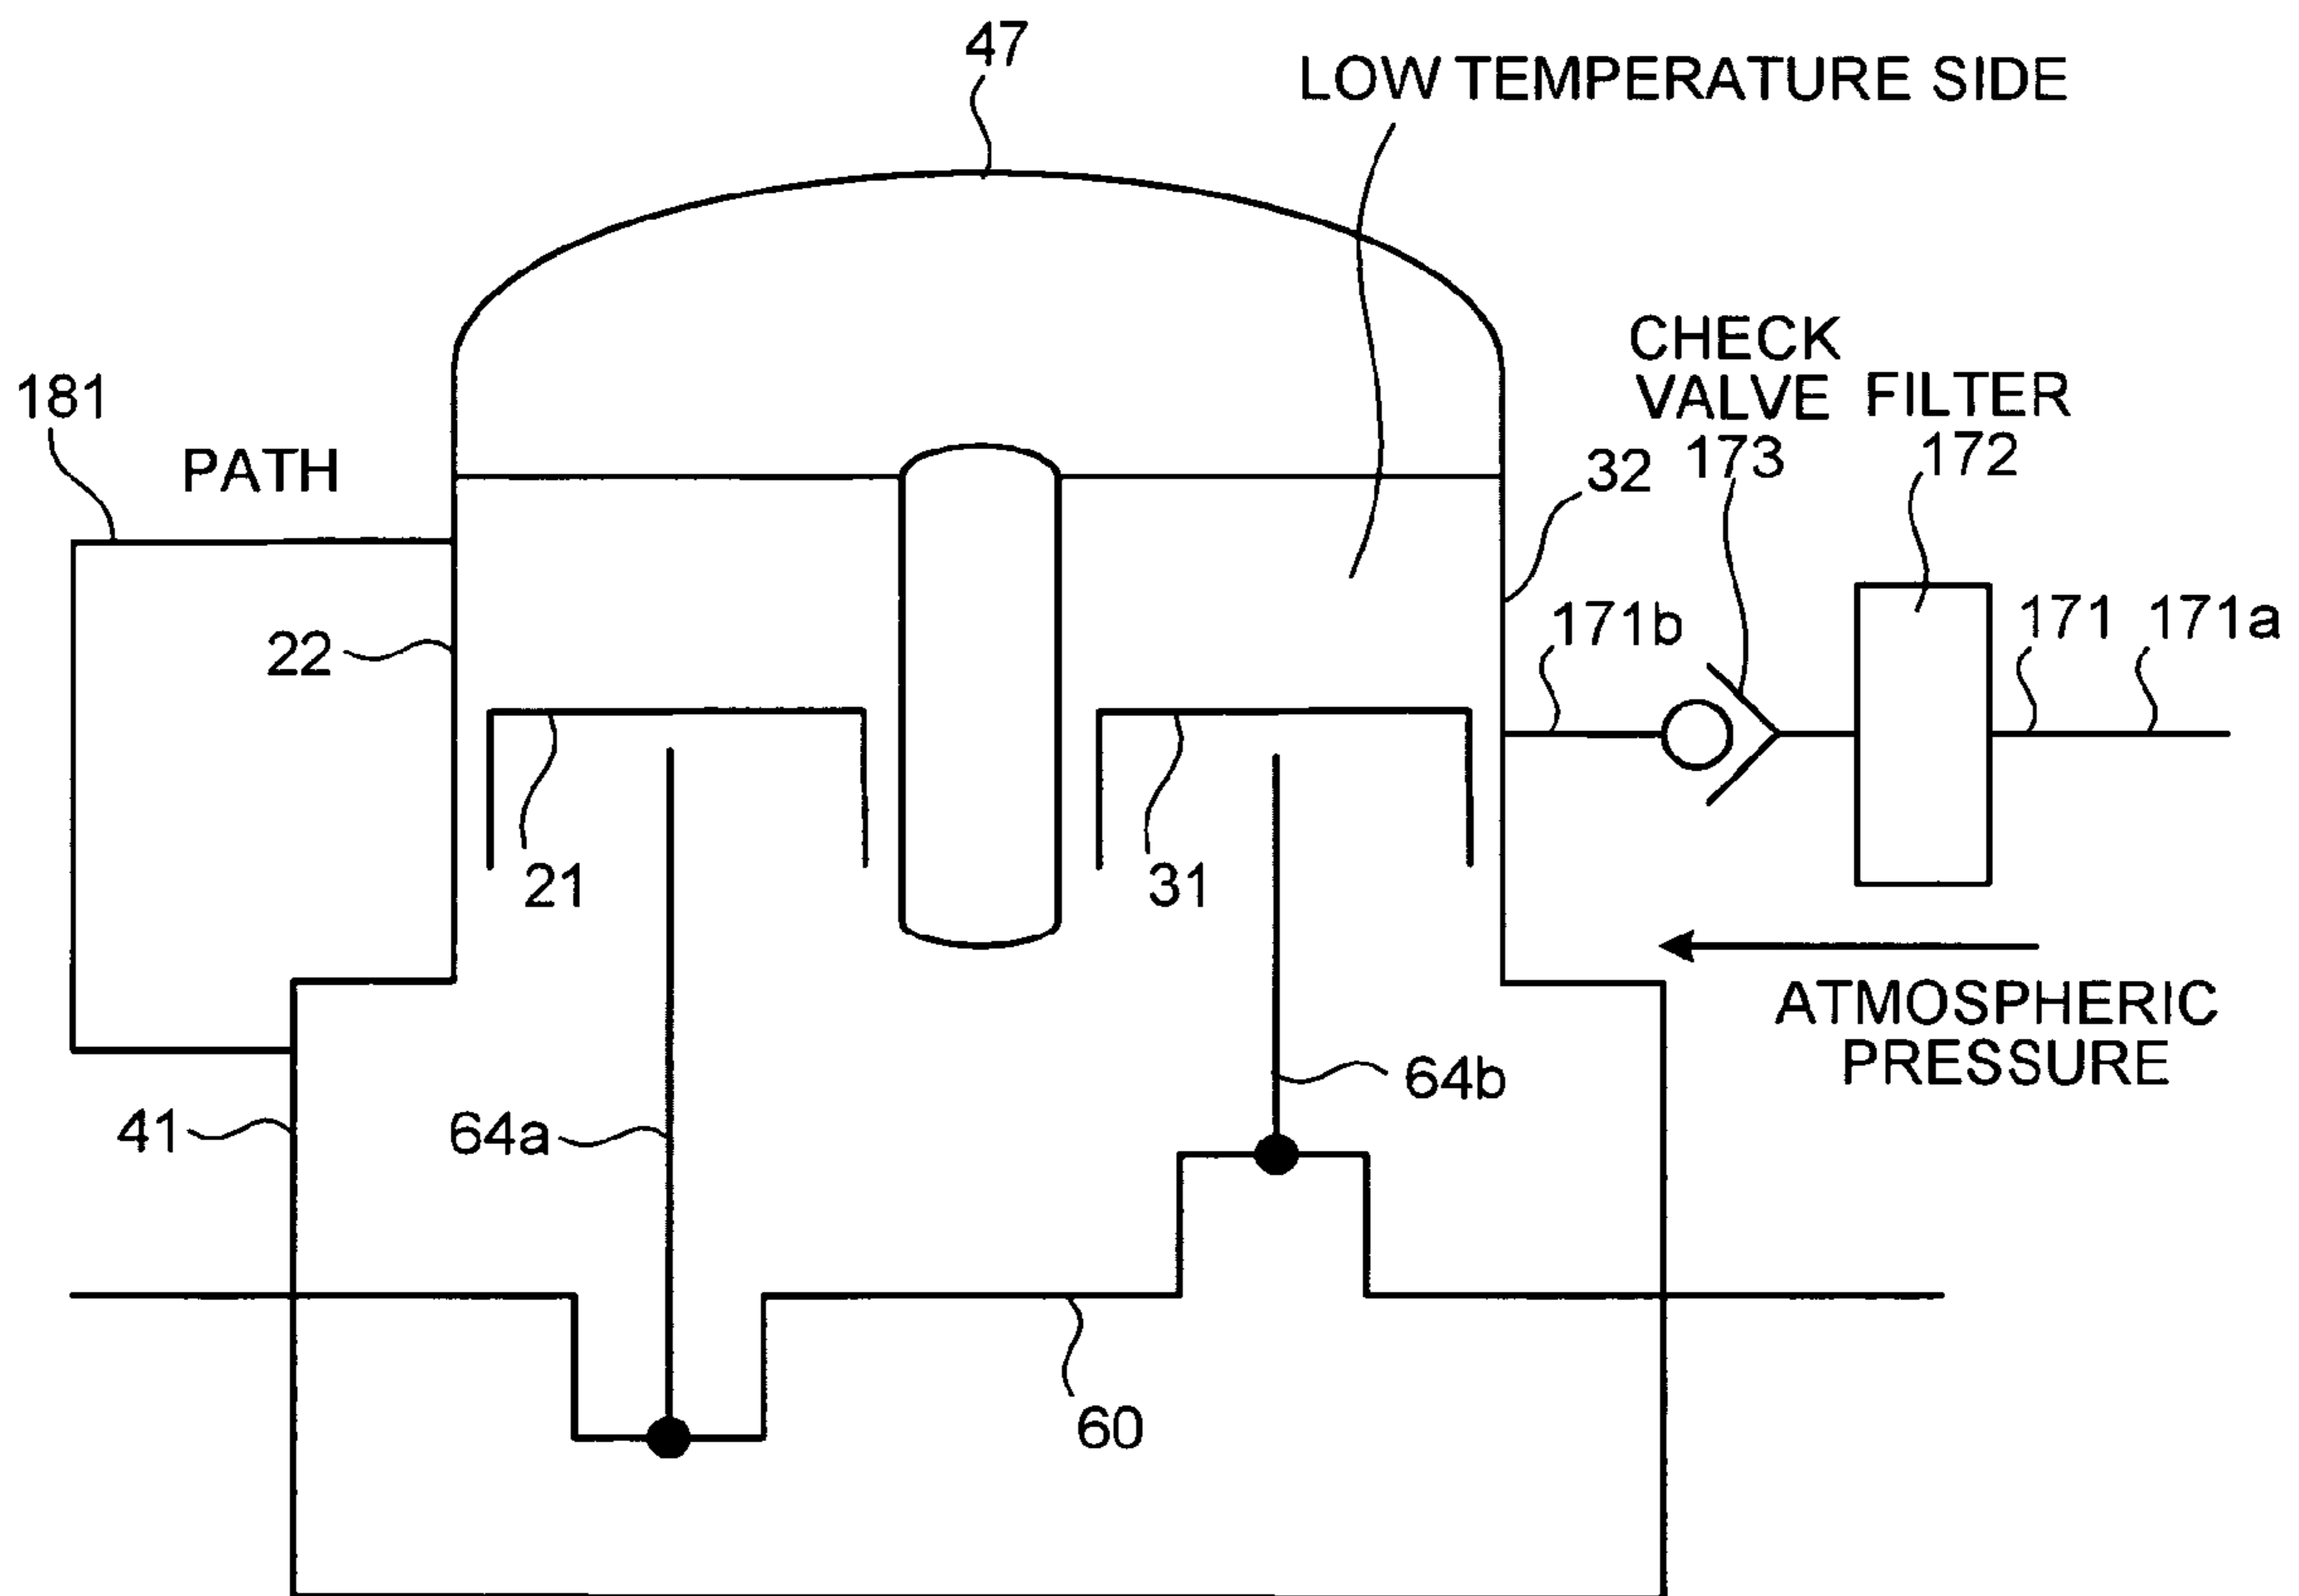 47
LOW TEMPERATURE SIDE
CHECK
VALVE
FILTER
181
PATH
32
173
172
22
171b
171
171a
21
31
ATMOSPHERIC
PRESSURE
64b
41
64a
60